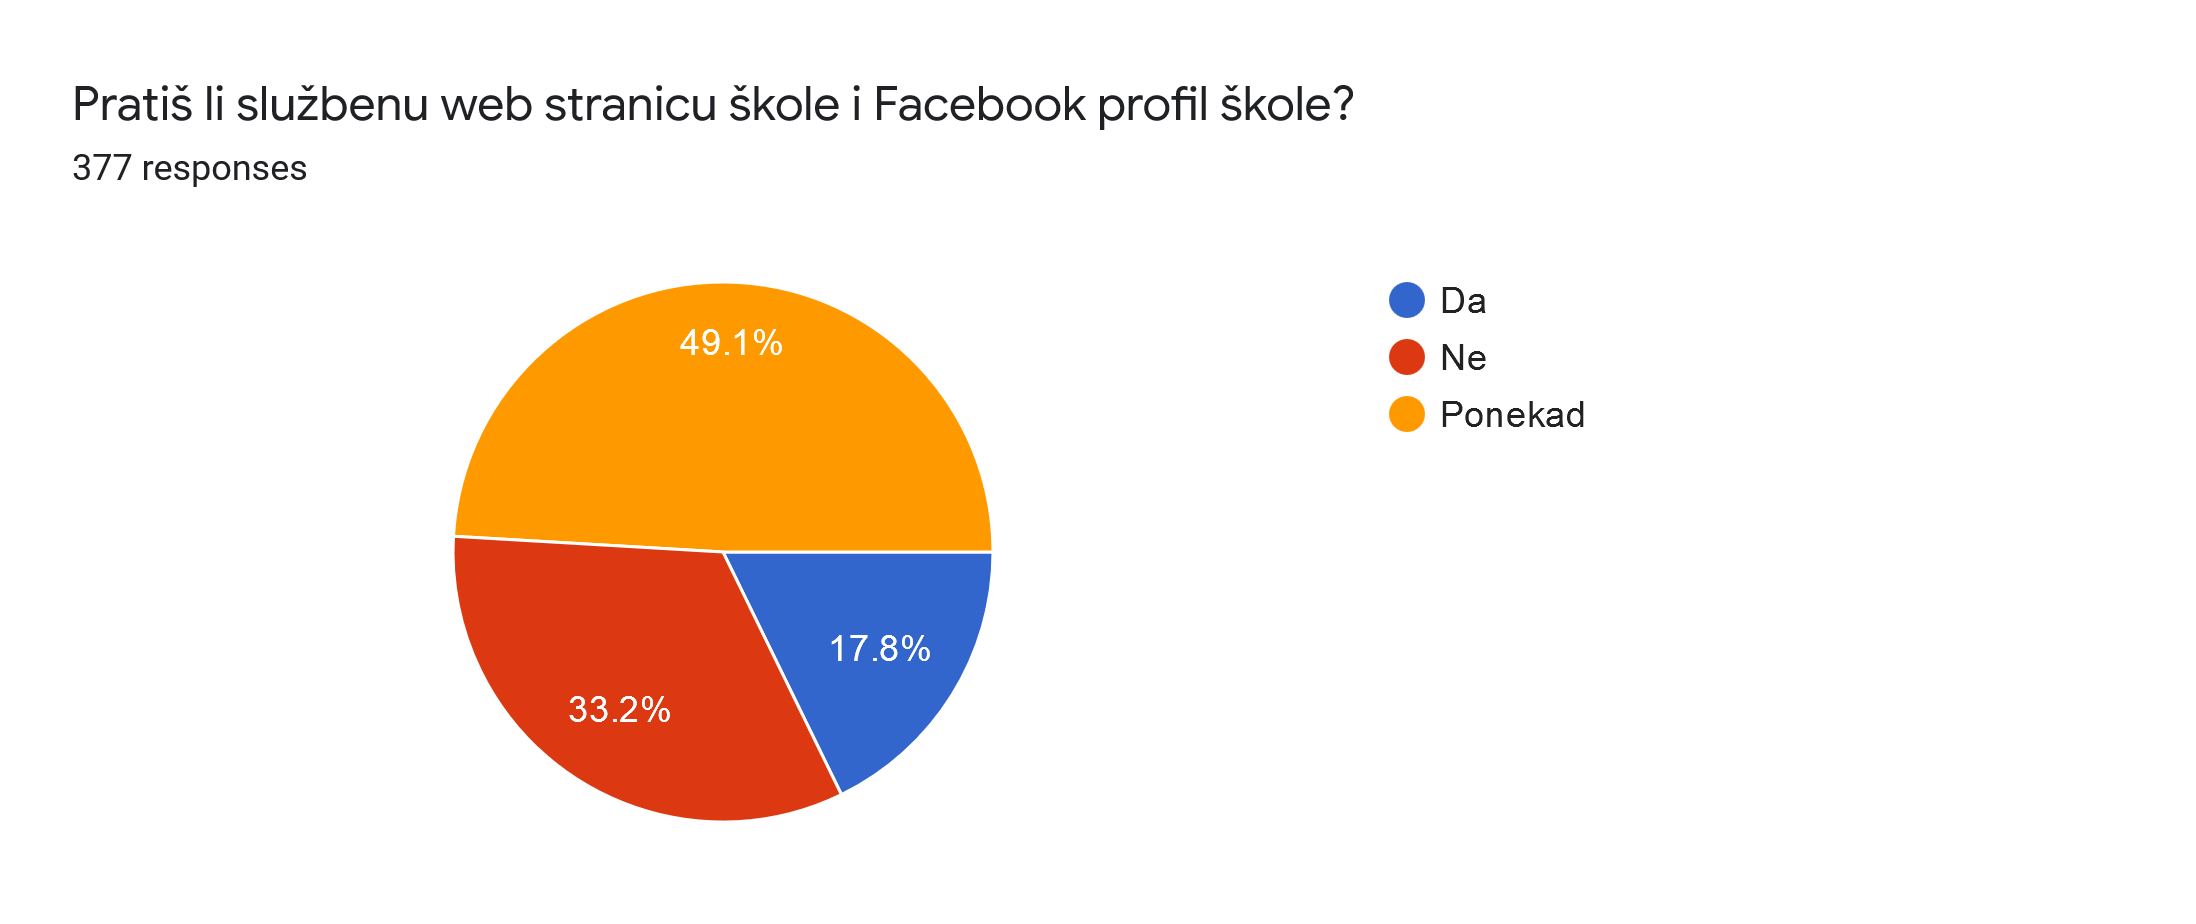 Pratiš li službenu web stranicu škole i Facebook profil škole?
377 responses
49.1%
17.8%
33.2%
Da
Ne
Ponekad